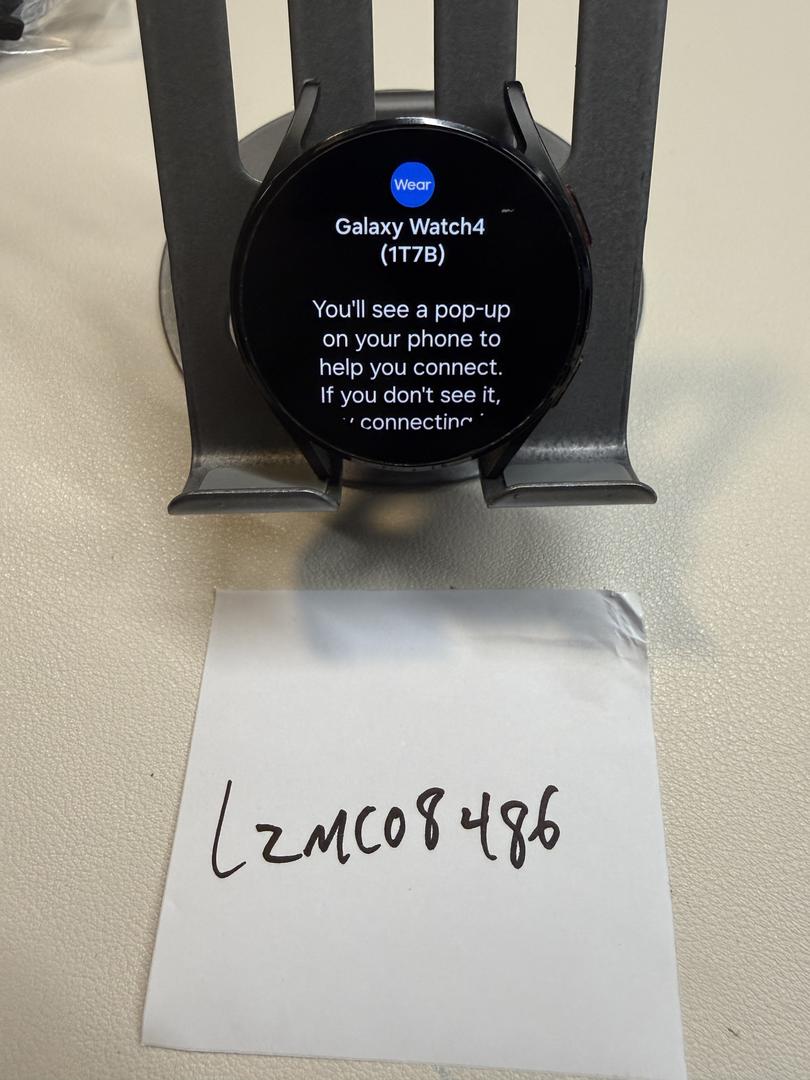 Wear
Galaxy Watch4
(1T7B)
You'll see a pop-up
on your phone to
help you connect.
If you don't see it,
connecting
LZMC08486